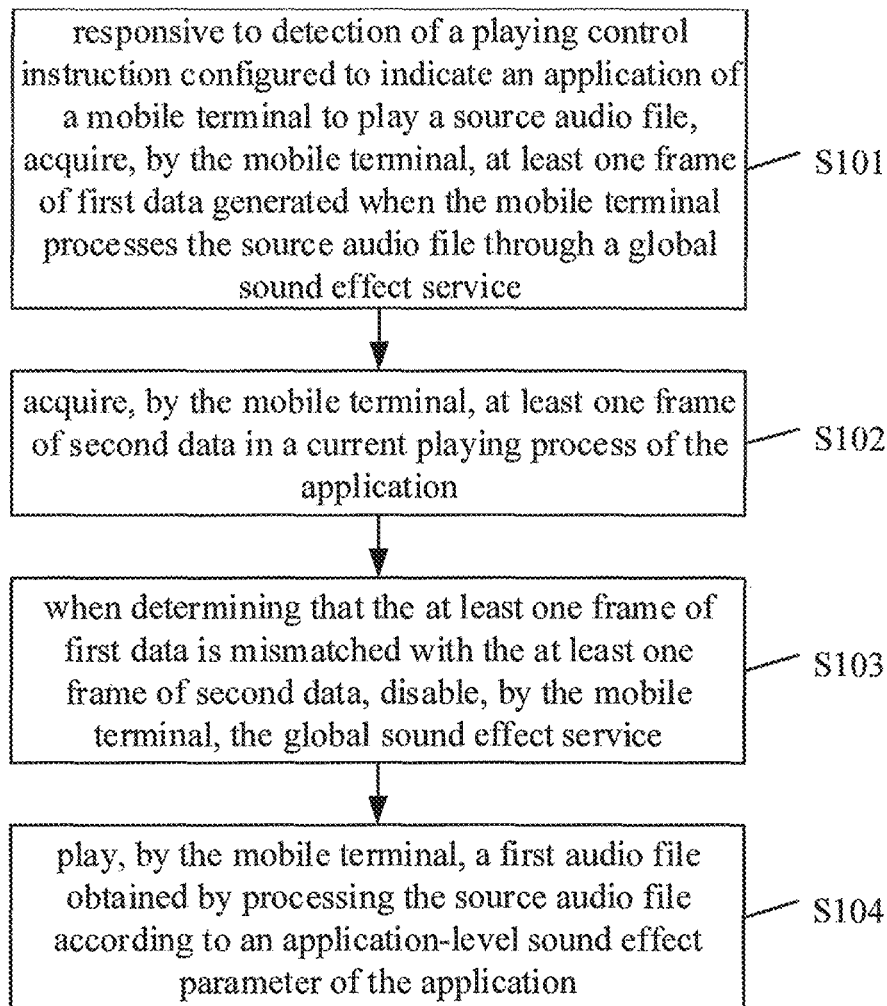 responsive to detection of a playing control
instruction configured to indicate an application of
a mobile terminal to play a source audio file,
acquire, by the mobile terminal, at least one frame
of first data generated when the mobile terminal
processes the source audio file through a global
sound effect service
S101
acquire, by the mobile terminal, at least one frame
of second data in a current playing process of the
application
S102
when determining that the at least one frame of
first data is mismatched with the at least one
frame of second data, disable, by the mobile
terminal, the global sound effect service
S103
play, by the mobile terminal, a first audio file
obtained by processing the source audio file
according to an application-level sound effect
parameter of the application
S104